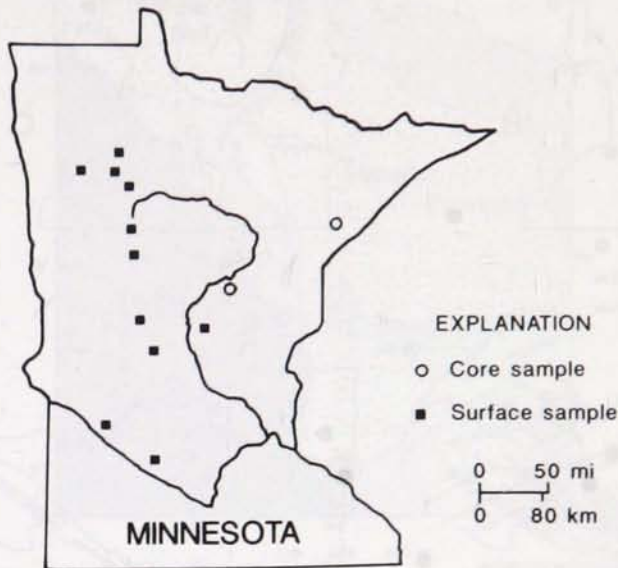 EXPLANATION
Core sample
Surface sample
0 50 mi
0 80 km
MINNESOTA